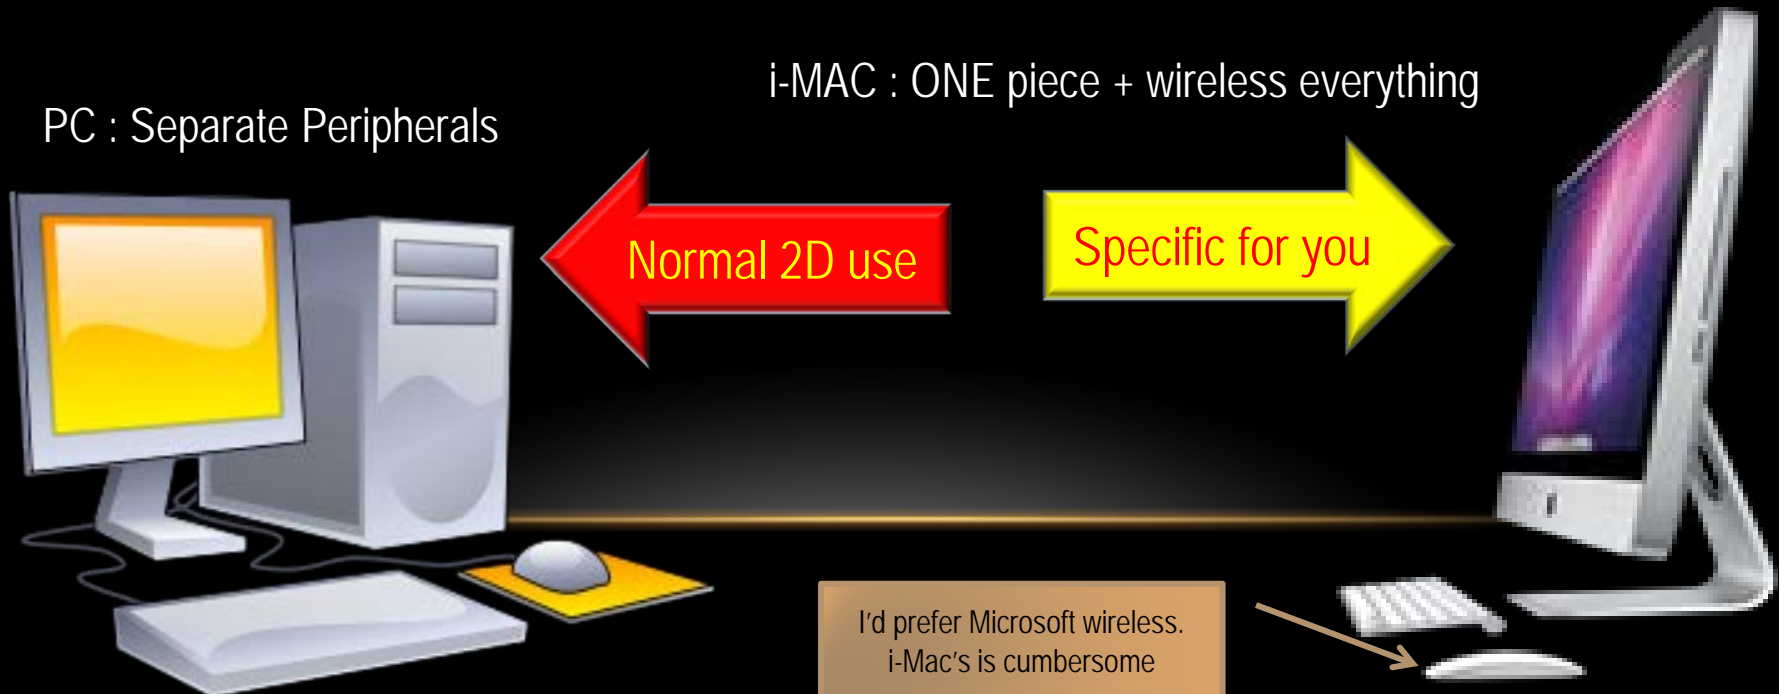 i-MAC : ONE piece + wireless everything
PC : Separate Peripherals
Normal 2D use
Specific for you
I'd prefer Microsoft wireless.
i-Mac's is cumbersome